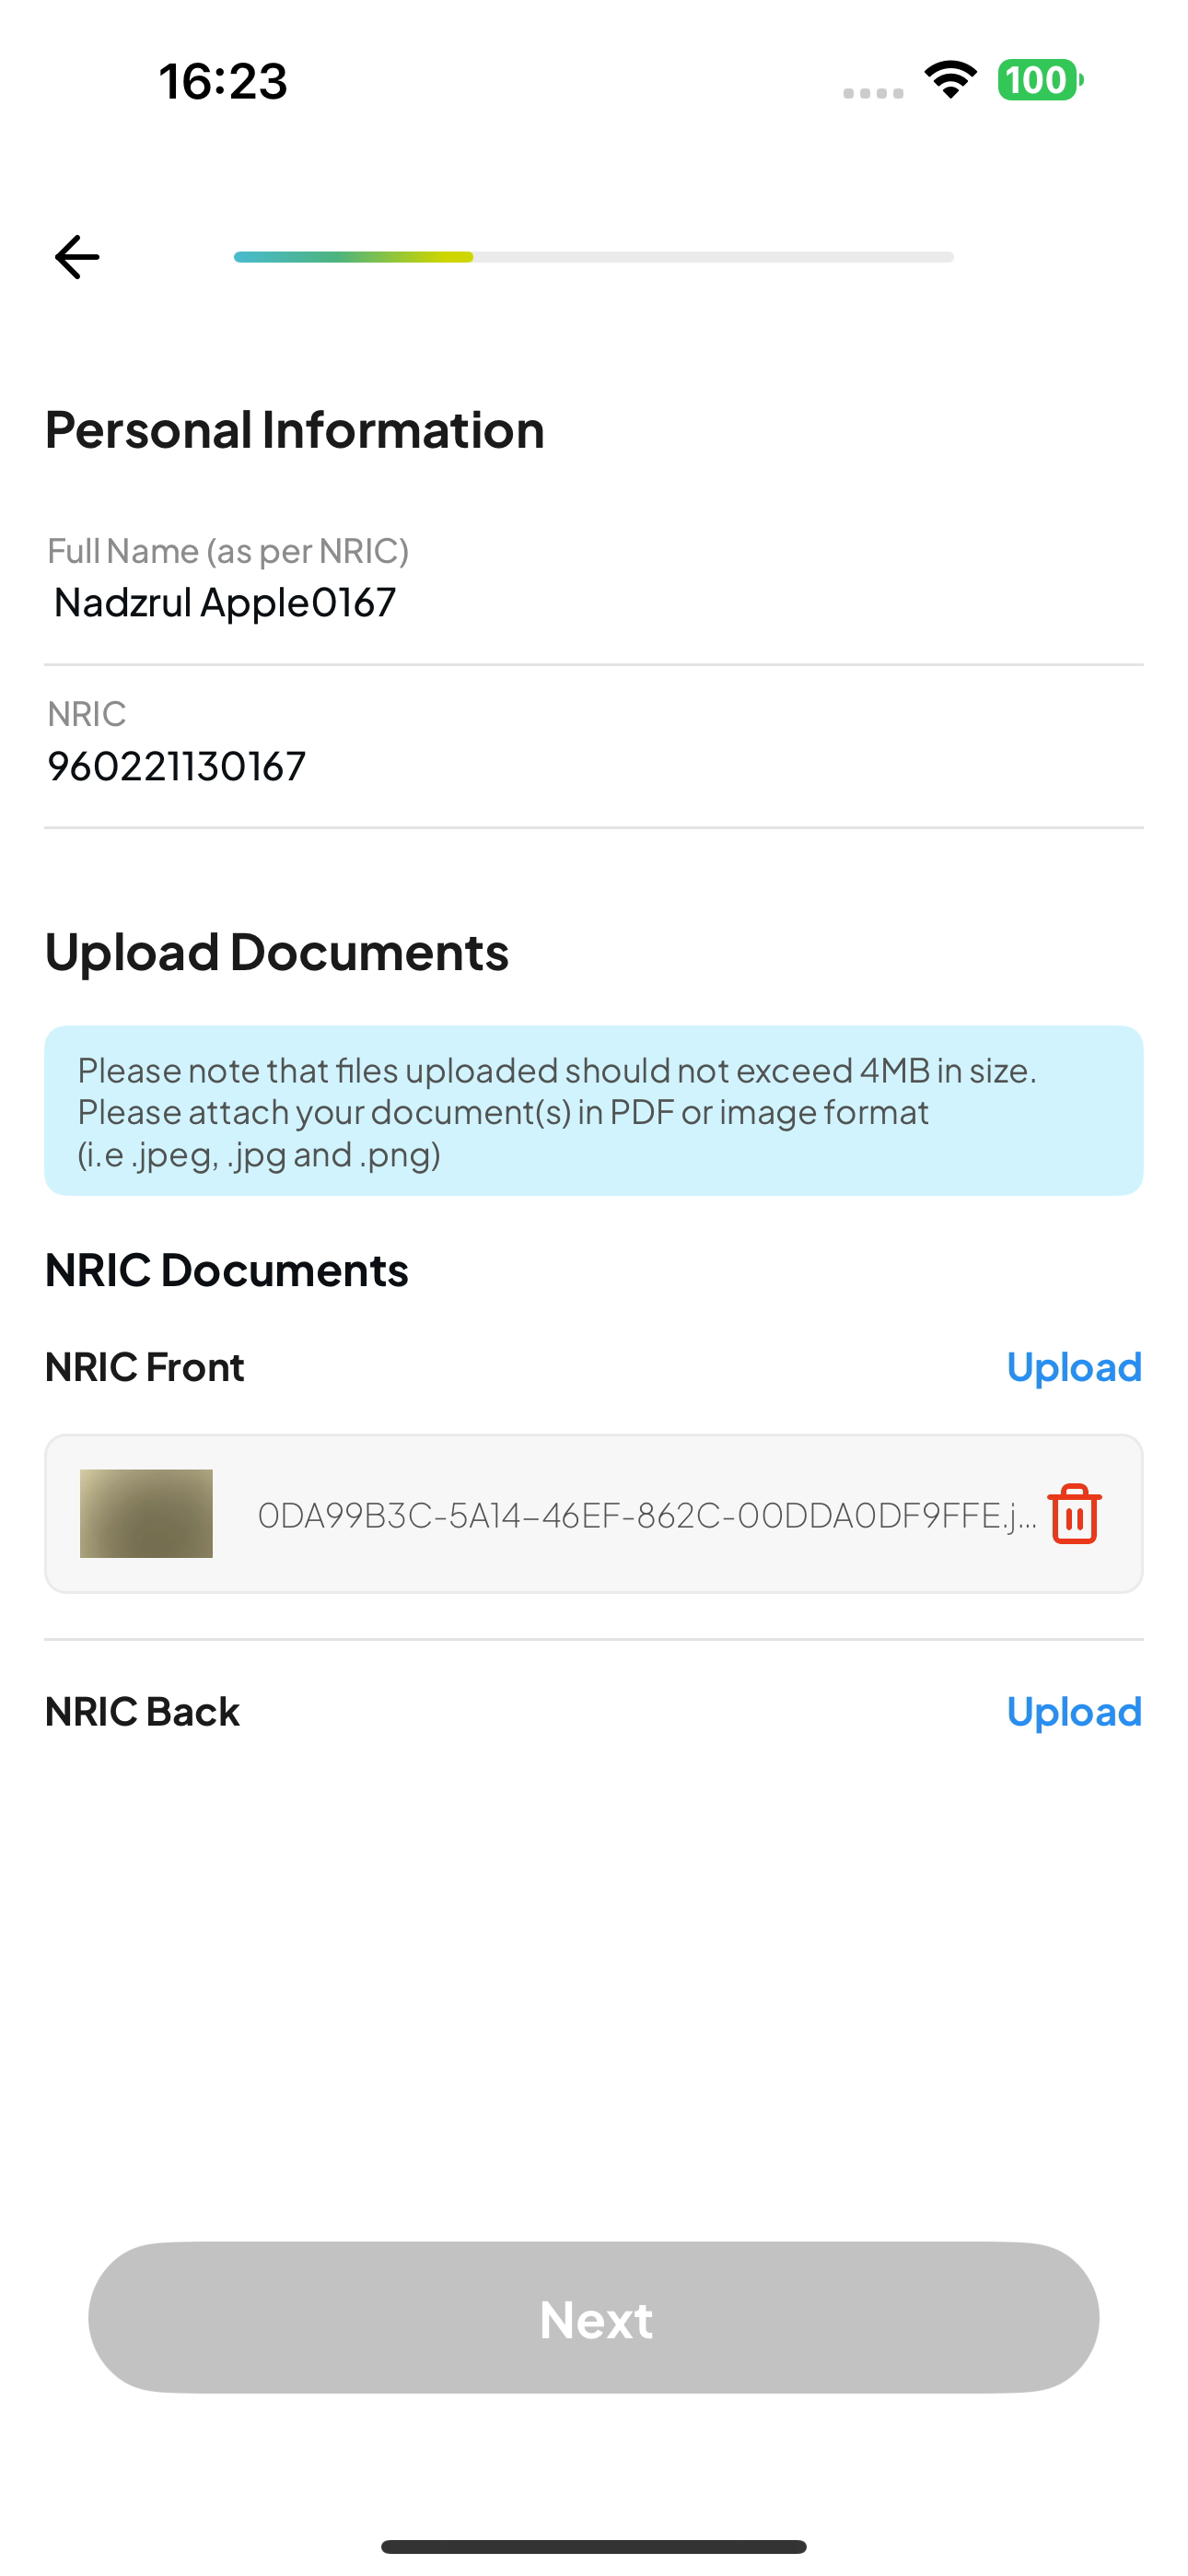 16:23
100
Personal Information
Full Name (as per NRIC)
Nadzrul Apple0167
NRIC
960221130167
Upload Documents
Please note that files uploaded should not exceed 4MB in size.
Please attach your document(s) in PDF or image format
(i.e .jpeg, .jpg and .png)
NRIC Documents
NRIC Front
Upload
0DA99B3C-5A14-46EF-862C-00DDA0DF9FFE.j...
NRIC Back
Upload
Next